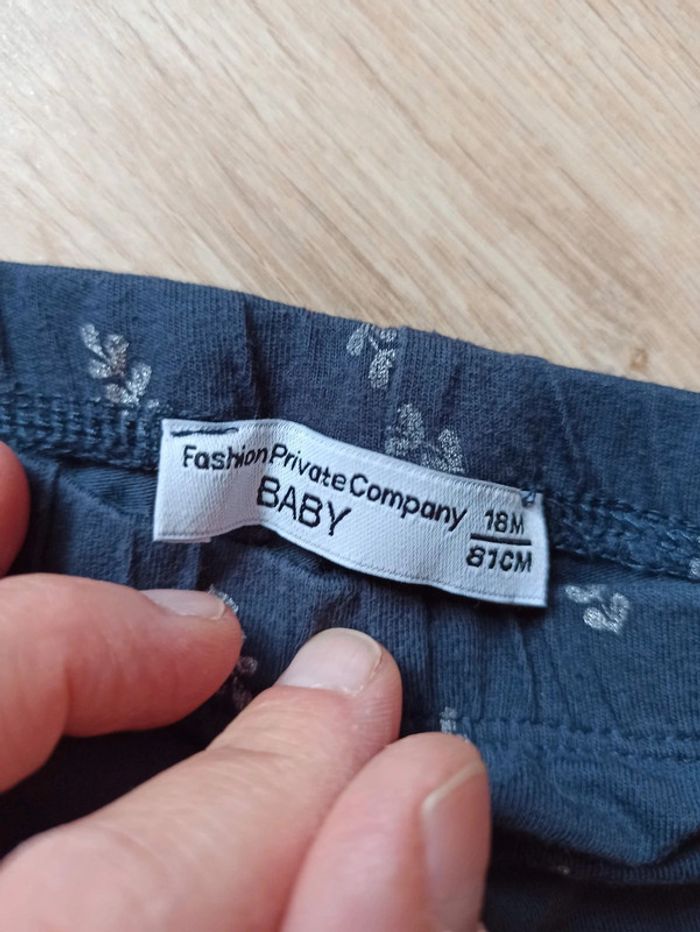 Fashion Private Company
BABY
18M
81CM